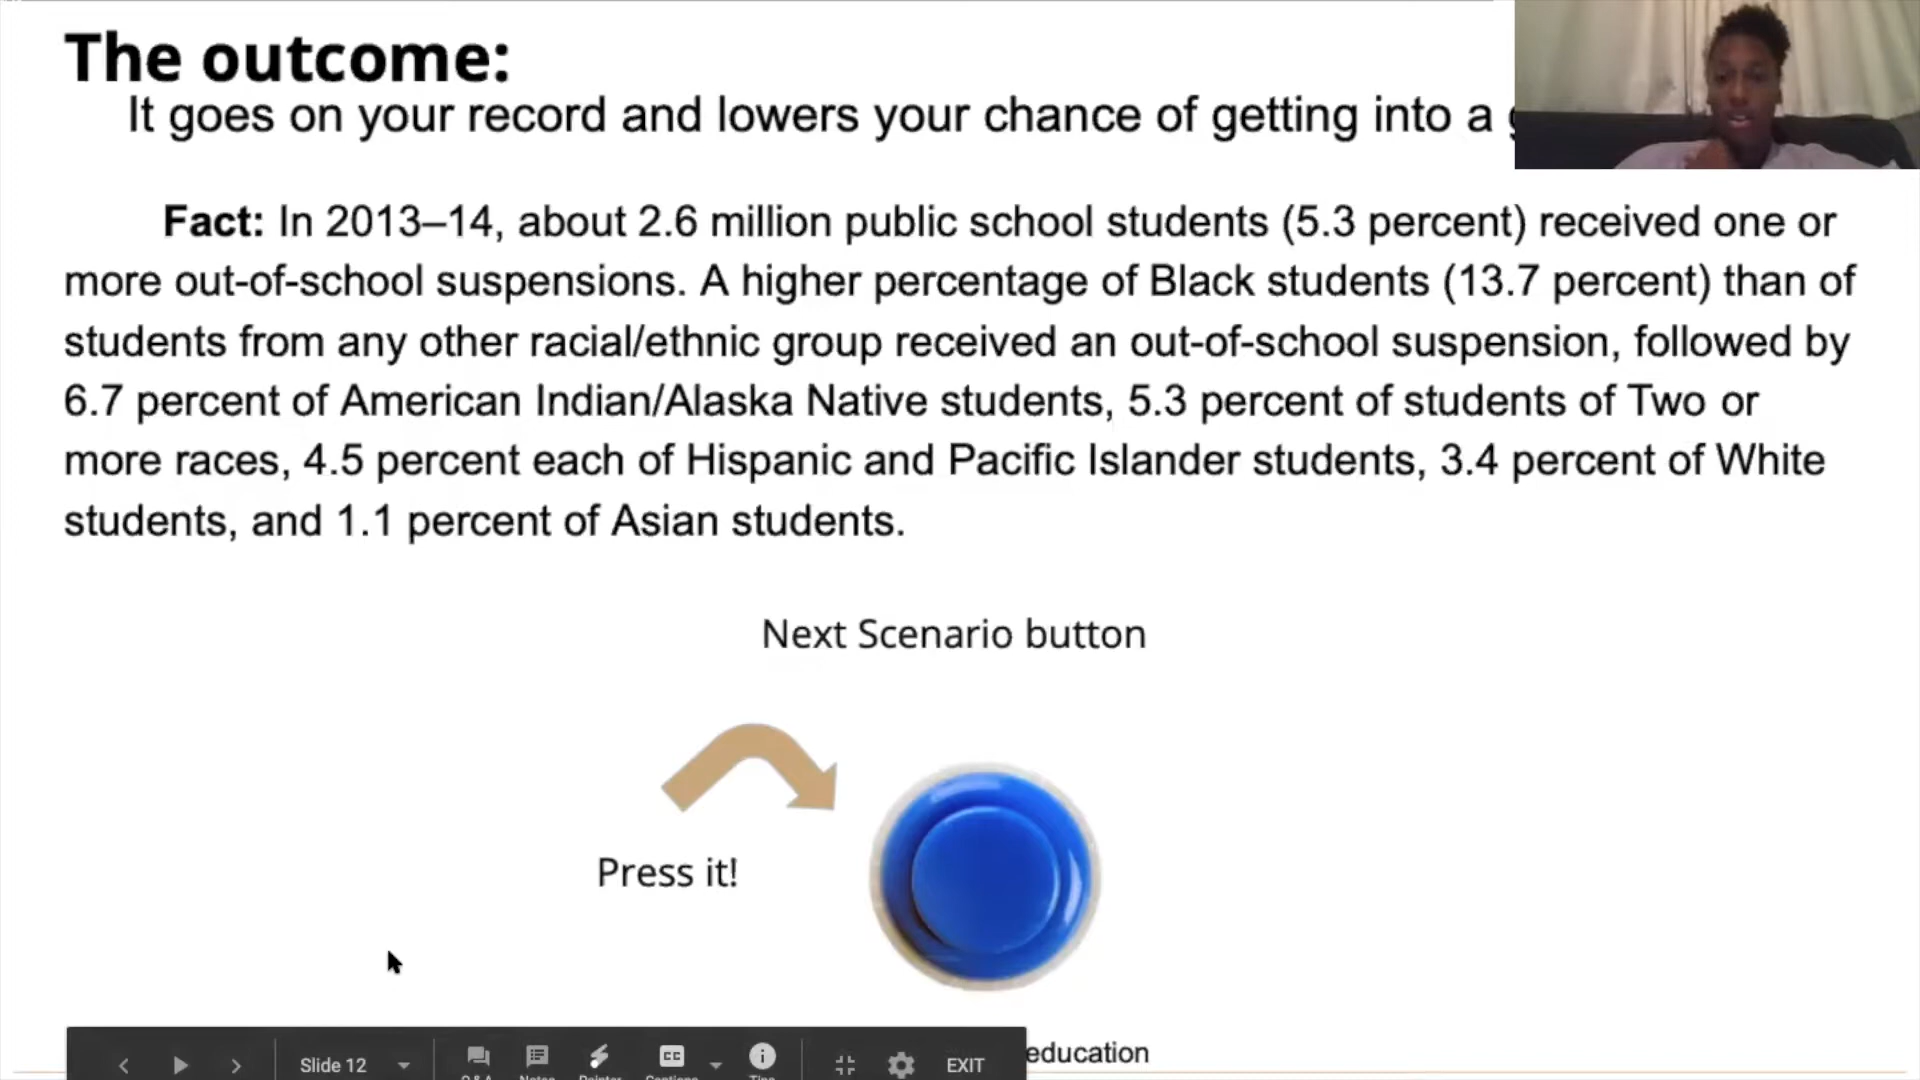 The outcome:
It goes on your record and lowers your chance of getting into a
Fact: In 2013–14, about 2.6 million public school students (5.3 percent) received one or
more out-of-school suspensions. A higher percentage of Black students (13.7 percent) than of
students from any other racial/ethnic group received an out-of-school suspension, followed by
6.7 percent of American Indian/Alaska Native students, 5.3 percent of students of Two or
more races, 4.5 percent each of Hispanic and Pacific Islander students, 3.4 percent of White
students, and 1.1 percent of Asian students.
Next Scenario button
Press it!
education
Slide 12
CC
EXIT